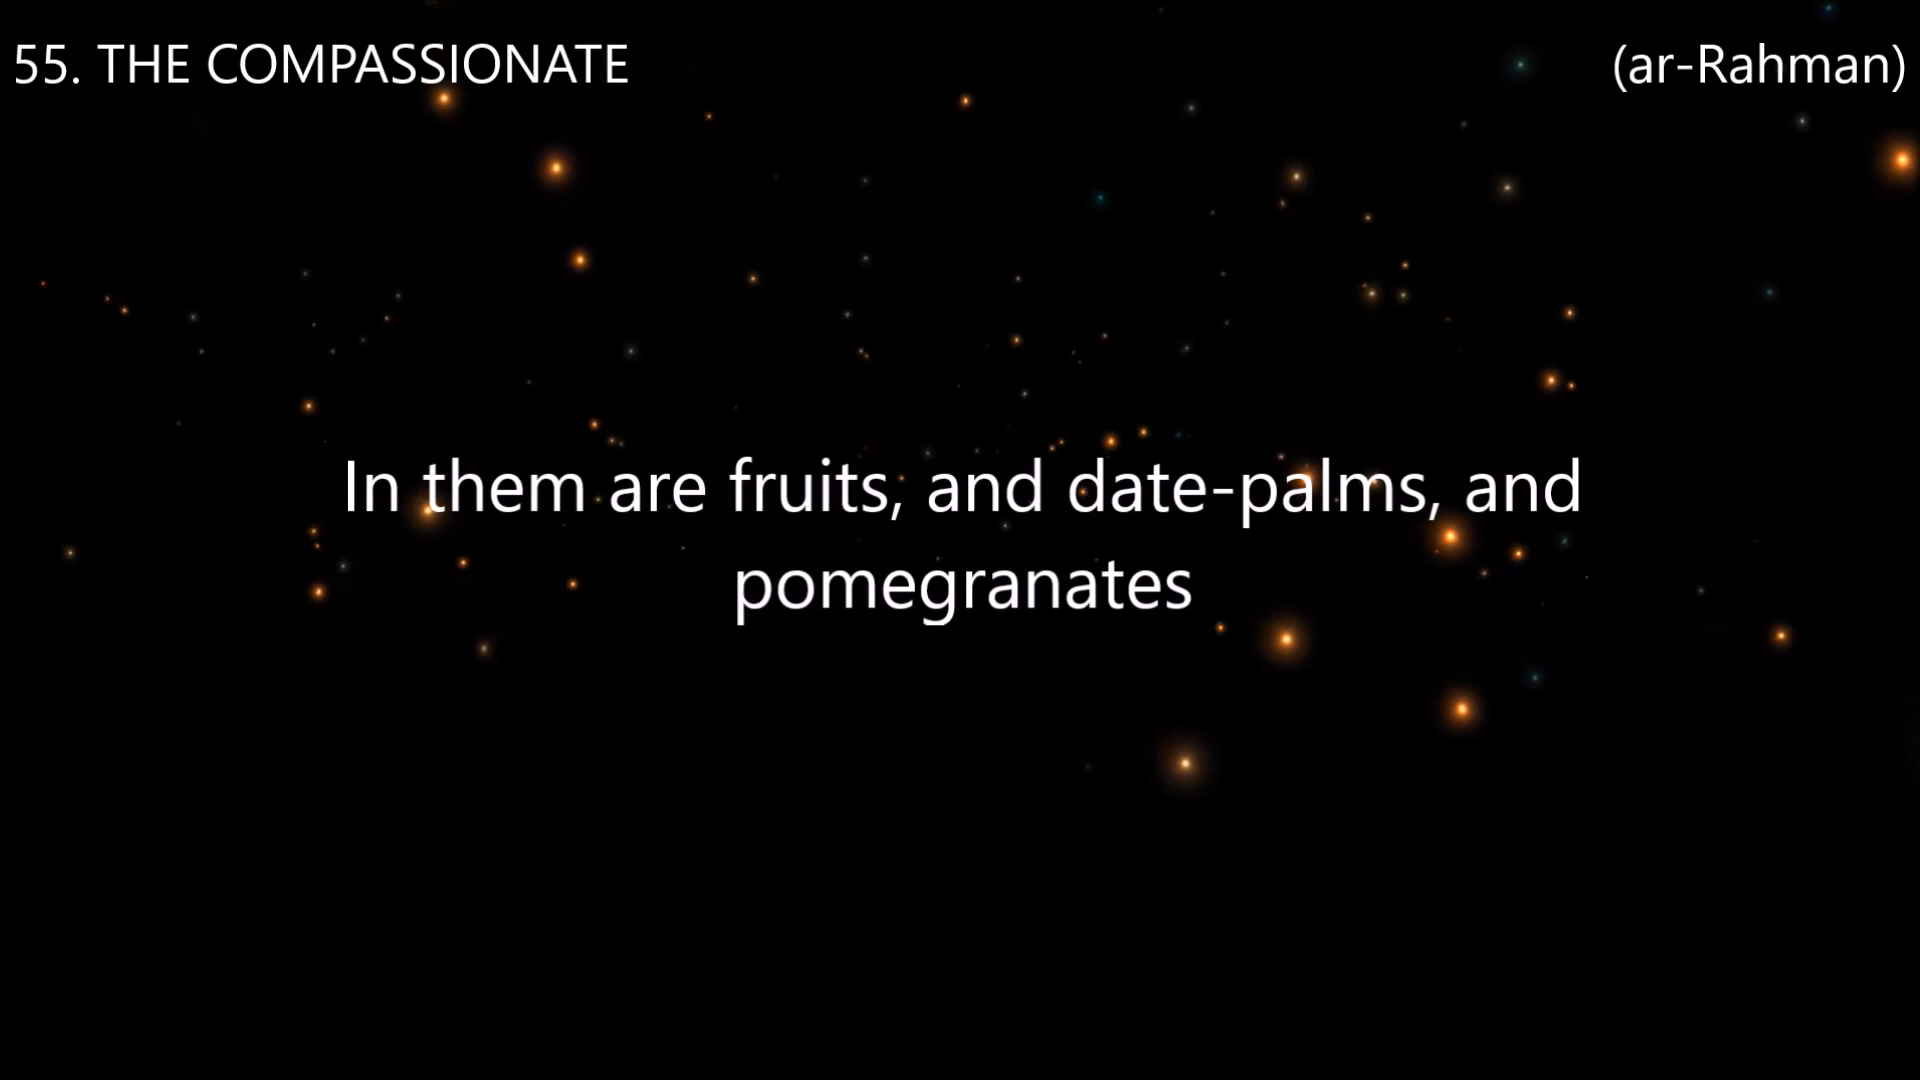 55. THE COMPASSIONATE (ar-Rahman)
In them are fruits, and date-palms, and
pomegranates